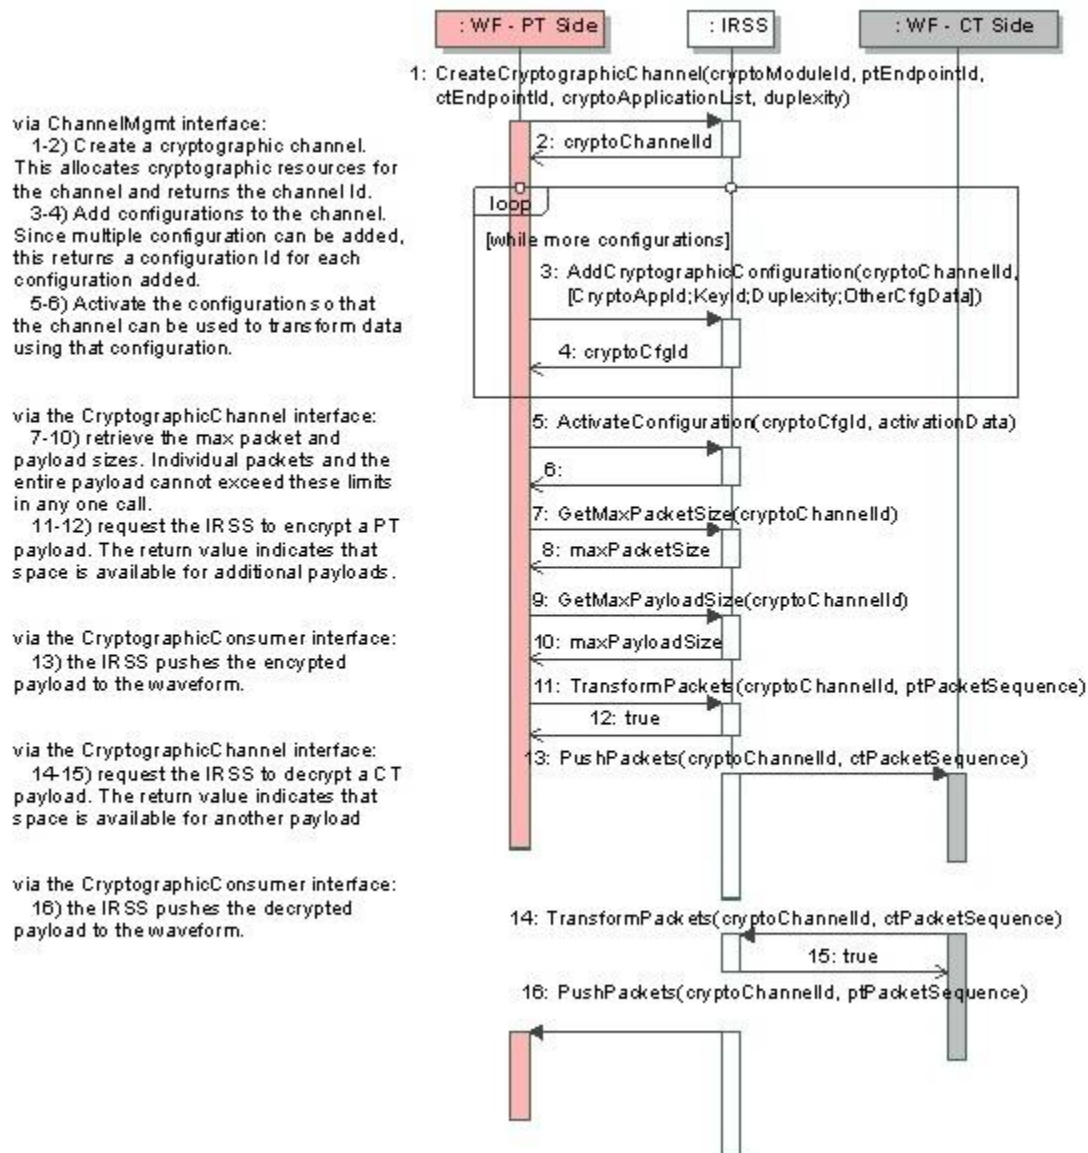 : WF - PT Side
: IRSS
: WF - CT Side
1: CreateCryptographicChannel(cryptoModuleId, ptEndpointId,
ctEndpointId, cryptoApplicationList, duplexity)
via ChannelMgmt interface:
1-2) Create a cryptographic channel.
This allocates cryptographic resources for
the channel and returns the channel Id.
3-4) Add configurations to the channel.
Since multiple configuration can be added,
this returns a configuration Id for each
configuration added.
5-6) Activate the configuration so that
the channel can be used to transform data
using that configuration.
2: cryptoChannelId
loop
[while more configurations]
3: AddCryptographicConfiguration(cryptoChannelId,
[CryptoAppId;KeyId;Duplexity;OtherCfgData])
4: cryptoCfgId
via the CryptographicChannel interface:
7-10) retrieve the max packet and
payload sizes. Individual packets and the
entire payload cannot exceed these limits
in any one call.
11-12) request the IRSS to encrypt a PT
payload. The return value indicates that
space is available for additional payloads.
5: ActivateConfiguration(cryptoCfgId, activationData)
6:
7: GetMaxPacketSize(cryptoChannelId)
8: maxPacketSize
9: GetMaxPayloadSize(cryptoChannelId)
10: maxPayloadSize
via the CryptographicConsumer interface:
13) the IRSS pushes the encypted
payload to the waveform.
11: TransformPackets(cryptoChannelId, ptPacketSequence)
12: true
13: PushPackets(cryptoChannelId, ctPacketSequence)
via the CryptographicChannel interface:
14-15) request the IRSS to decrypt a CT
payload. The return value indicates that
space is available for another payload
via the CryptographicConsumer interface:
16) the IRSS pushes the decrypted
payload to the waveform.
14: TransformPackets(cryptoChannelId, ctPacketSequence)
15: true
16: PushPackets(cryptoChannelId, ptPacketSequence)